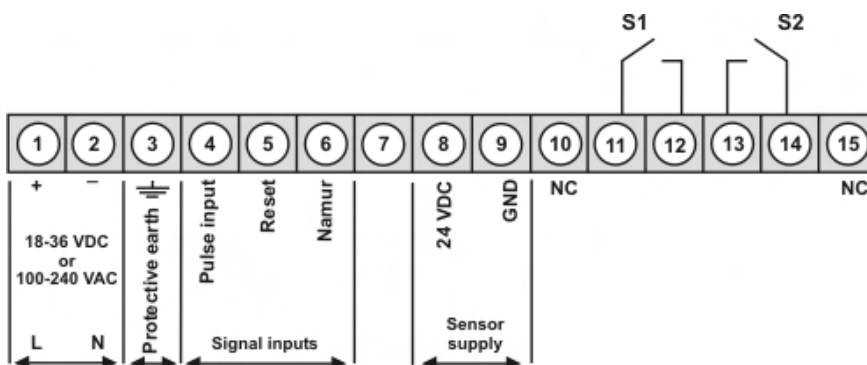 S1 S2
1 2 3 4 5 6 7 8 9 10 11 12 13 14 15
+ –
18-36 VDC
or
100-240 VAC
L N
Protective earth
Pulse input
Reset
Namur
Signal inputs
24 VDC
GND
Sensor
supply
NC
NC